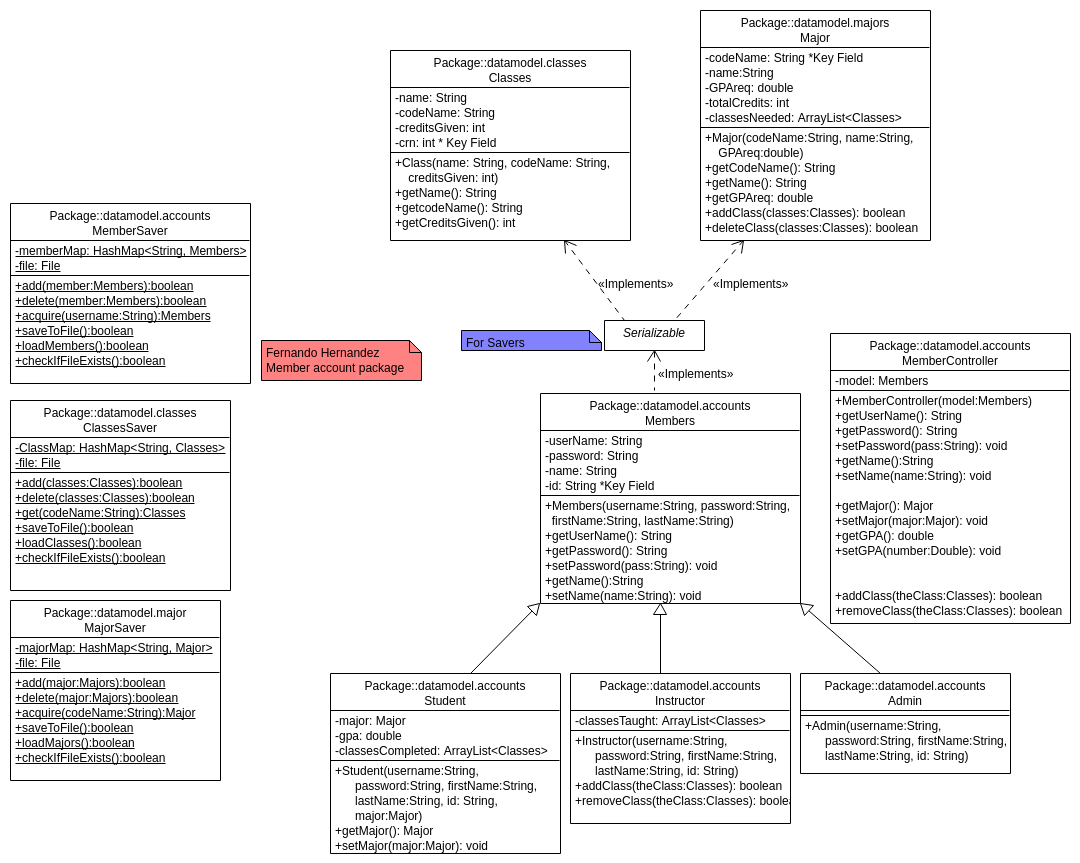 Package::datamodel.majors
Major
-codeName: String *Key Field
-name:String
-GPAreq: double
-totalCredits: int
-classesNeeded: ArrayList<Classes>
+Major(codeName:String, name:String,
GPAreq:double)
+getCodeName(): String
+getName(): String
+getGPAreq: double
+addClass(classes:Classes): boolean
+deleteClass(classes:Classes): boolean
Package::datamodel.classes
Classes
-name: String
-codeName: String
-creditsGiven: int
-crn: int * Key Field
+Class(name: String, codeName: String,
creditsGiven: int)
+getName(): String
+getcodeName(): String
+getCreditsGiven(): int
Package::datamodel.accounts
MemberSaver
-memberMap: HashMap<String, Members>
-file: File
+add(member:Members):boolean
+delete(member:Members):boolean
+acquire(username:String):Members
+saveToFile():boolean
+loadMembers():boolean
+checkIfFileExists():boolean
«Implements»
«Implements»
Serializable
For Savers
Fernando Hernandez
Member account package
«Implements»
Package::datamodel.accounts
MemberController
-model: Members
+MemberController(model:Members)
+getUserName(): String
+getPassword(): String
+setPassword(pass:String): void
+getName():String
+setName(name:String): void
+getMajor(): Major
+setMajor(major:Major): void
+getGPA(): double
+setGPA(number:Double): void
+addClass(theClass:Classes): boolean
+removeClass(theClass:Classes): boolean
Package::datamodel.classes
ClassesSaver
-ClassMap: HashMap<String, Classes>
-file: File
+add(classes:Classes):boolean
+delete(classes:Classes):boolean
+get(codeName:String):Classes
+saveToFile():boolean
+loadClasses():boolean
+checkIfFileExists():boolean
Package::datamodel.accounts
Members
-userName: String
-password: String
-name: String
-id: String *Key Field
+Members(username:String, password:String,
firstName:String, lastName:String)
+getUserName(): String
+getPassword(): String
+setPassword(pass:String): void
+getName():String
+setName(name:String): void
Package::datamodel.major
MajorSaver
-majorMap: HashMap<String, Major>
-file: File
+add(major:Majors):boolean
+delete(major:Majors):boolean
+acquire(codeName:String):Major
+saveToFile():boolean
+loadMajors():boolean
+checkIfFileExists():boolean
Package::datamodel.accounts
Student
-major: Major
-gpa: double
-classesCompleted: ArrayList<Classes>
+Student(username:String,
password:String, firstName:String,
lastName:String, id: String,
major:Major)
+getMajor(): Major
+setMajor(major:Major): void
Package::datamodel.accounts
Instructor
-classesTaught: ArrayList<Classes>
+Instructor(username:String,
password:String, firstName:String,
lastName:String, id: String)
+addClass(theClass:Classes): boolean
+removeClass(theClass:Classes): boolea
Package::datamodel.accounts
Admin
+Admin(username:String,
password:String, firstName:String,
lastName:String, id: String)